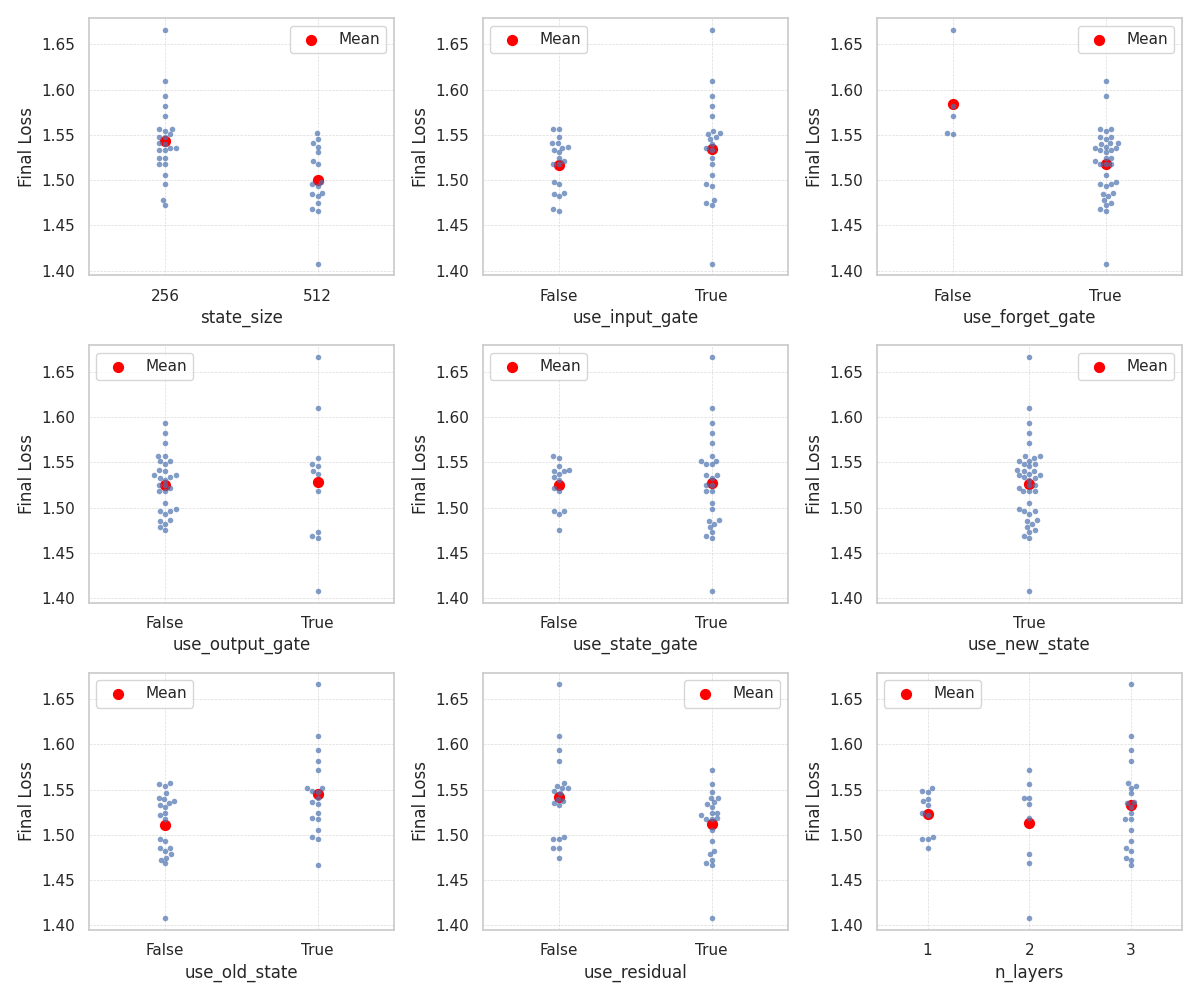 Final Loss
1.65
1.60
1.55
1.50
1.45
1.40
Mean
256
512
state_size
Final Loss
1.65
1.60
1.55
1.50
1.45
1.40
Mean
False
True
use_input_gate
Final Loss
1.65
1.60
1.55
1.50
1.45
1.40
Mean
False
True
use_forget_gate
Final Loss
1.65
1.60
1.55
1.50
1.45
1.40
Mean
False
True
use_output_gate
Final Loss
1.65
1.60
1.55
1.50
1.45
1.40
Mean
False
True
use_state_gate
Final Loss
1.65
1.60
1.55
1.50
1.45
1.40
Mean
True
use_new_state
Final Loss
1.65
1.60
1.55
1.50
1.45
1.40
Mean
False
True
use_old_state
Final Loss
1.65
1.60
1.55
1.50
1.45
1.40
Mean
False
True
use_residual
Final Loss
1.65
1.60
1.55
1.50
1.45
1.40
Mean
1
2
3
n_layers